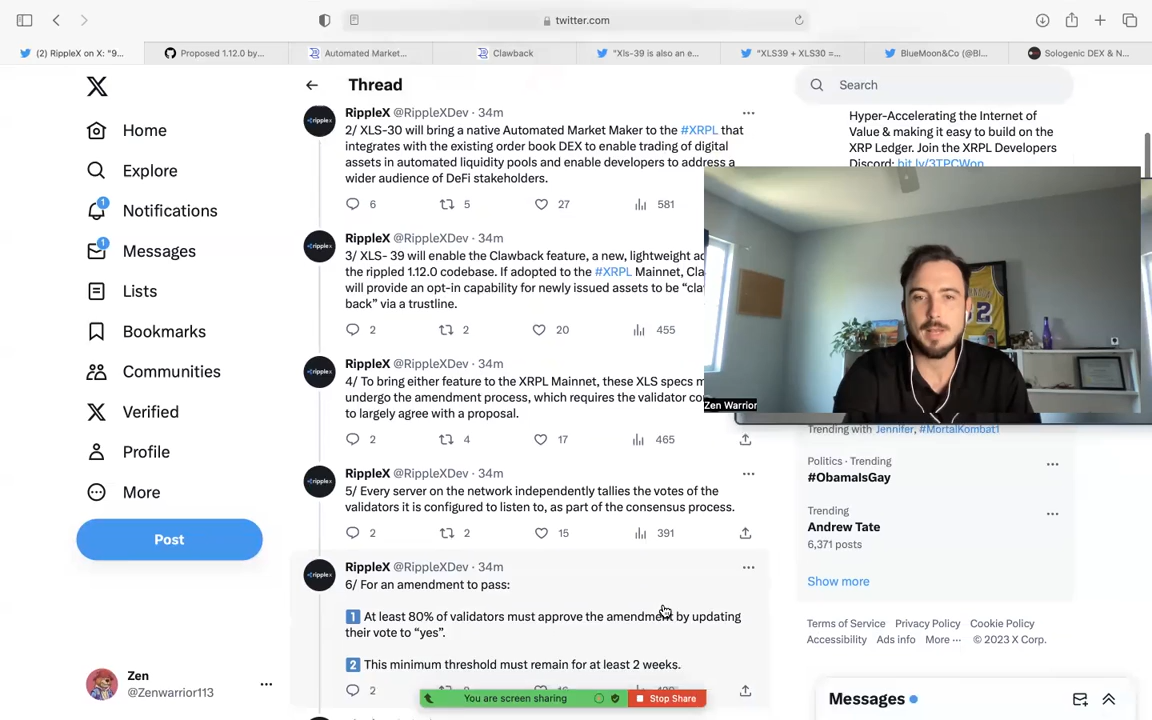 twitter.com
(2) RippleX on X: "9...
Proposed 1.12.0 by...
Automated Market...
Clawback
"Xls-39 is also an e...
"XLS39 + XLS30 =...
BlueMoon&Co (@Bl...
Sologenic DEX & N...
Home
Explore
1
Notifications
1
Messages
Lists
Bookmarks
Communities
Verified
Profile
More
Post
Zen
@Zenwarrior113
Thread
RippleX @RippleXDev · 34m
2/ XLS-30 will bring a native Automated Market Maker to the #XRPL that
integrates with the existing order book DEX to enable trading of digital
assets in automated liquidity pools and enable developers to address a
wider audience of DeFi stakeholders.
6 5 27 581
RippleX @RippleXDev · 34m
3/ XLS- 39 will enable the Clawback feature, a new, lightweight
the rippled 1.12.0 codebase. If adopted to the #XRPL Mainnet,
will provide an opt-in capability for newly issued assets to be
back" via a trustline.
2 2 20 455
RippleX @RippleXDev · 34m
4/ To bring either feature to the XRPL Mainnet, these XLS specs
undergo the amendment process, which requires the validator
to largely agree with a proposal.
2 4 17 465
RippleX @RippleXDev · 34m
5/ Every server on the network independently tallies the votes of the
validators it is configured to listen to, as part of the consensus process.
2 2 15 391
RippleX @RippleXDev · 34m
6/ For an amendment to pass:
1 At least 80% of validators must approve the amendment by updating
their vote to "yes".
2 This minimum threshold must remain for at least 2 weeks.
2
You are screen sharing
Stop Share
Search
Hyper-Accelerating the Internet of
Value & making it easy to build on the
XRP Ledger. Join the XRPL Developers
Discord: bit.ly/3TPCWon
Zen Warrior
Trending with Jennifer, #MortalKombat1
Politics · Trending
#ObamaIsGay
Trending
Andrew Tate
6,371 posts
Show more
Terms of Service Privacy Policy Cookie Policy
Accessibility Ads info More ··· © 2023 X Corp.
Messages